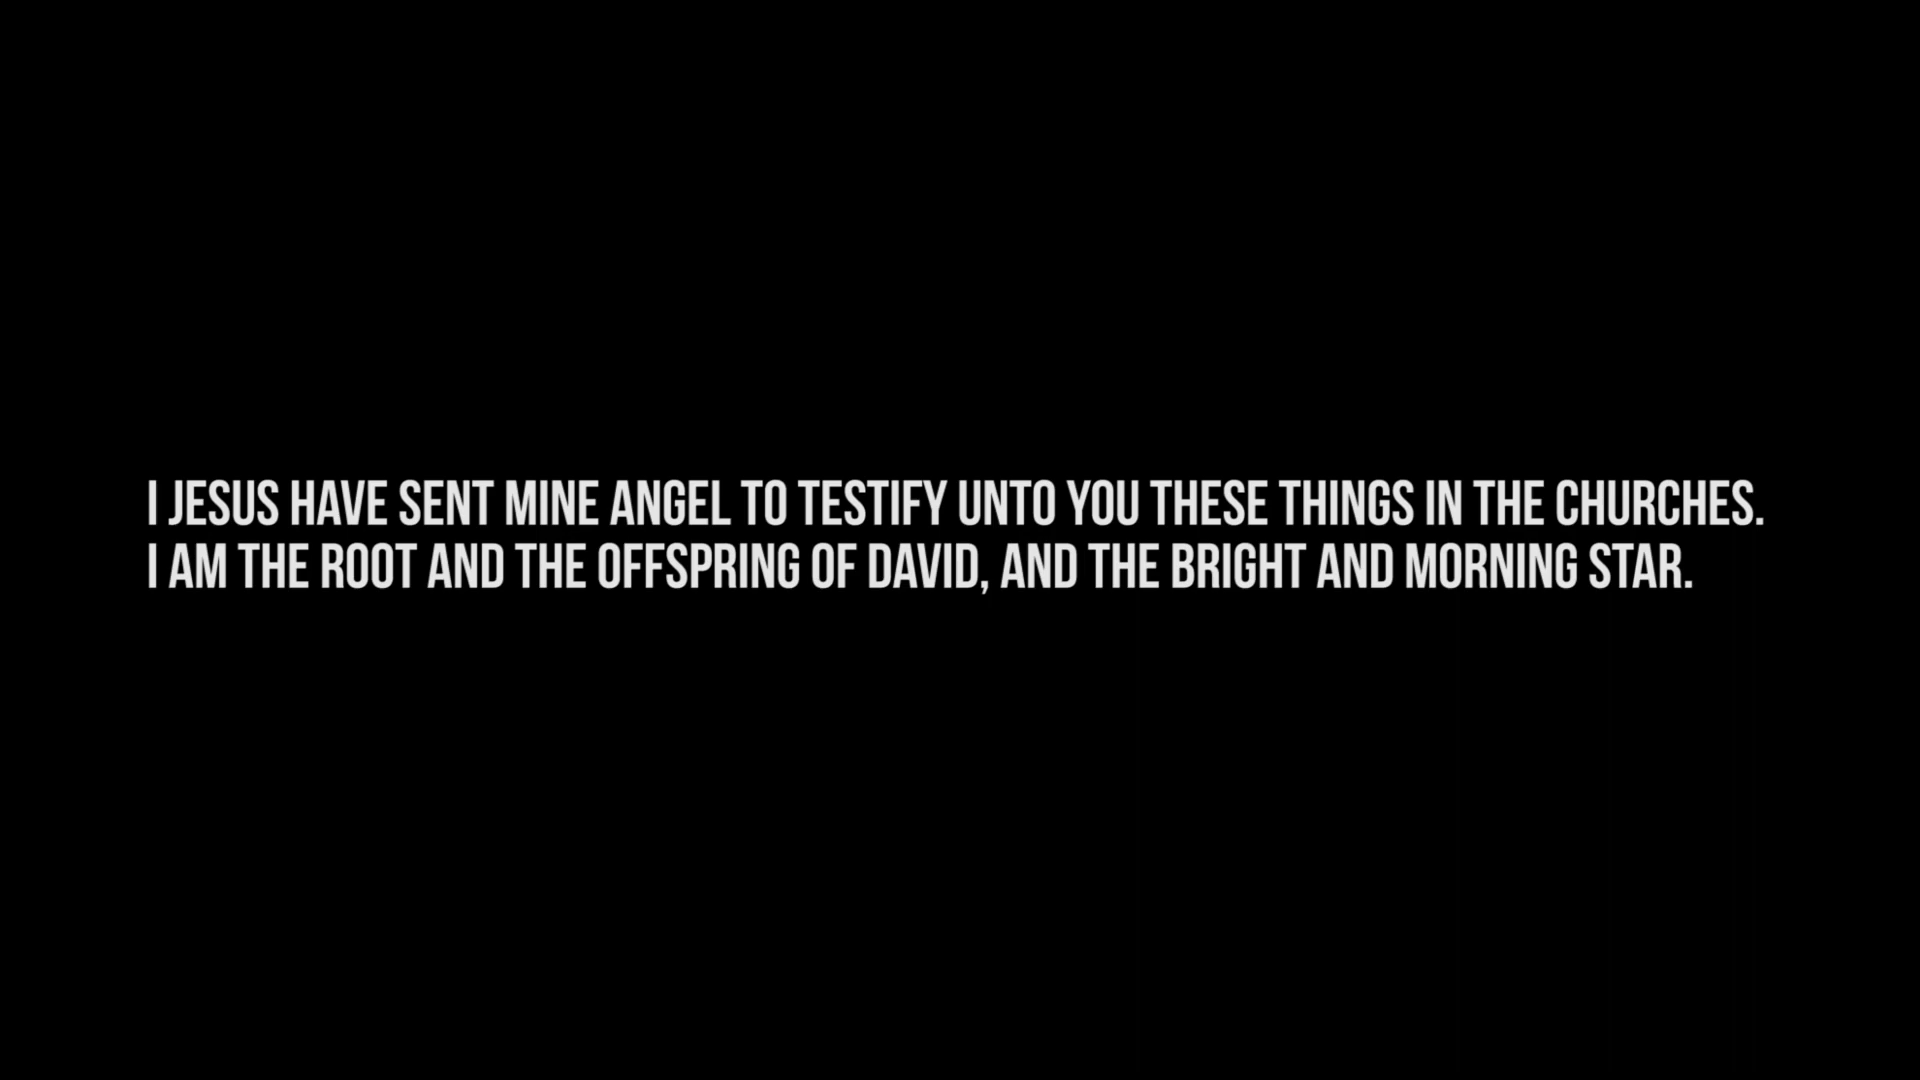 I JESUS HAVE SENT MINE ANGEL TO TESTIFY UNTO YOU THESE THINGS IN THE CHURCHES.
I AM THE ROOT AND THE OFFSPRING OF DAVID, AND THE BRIGHT AND MORNING STAR.